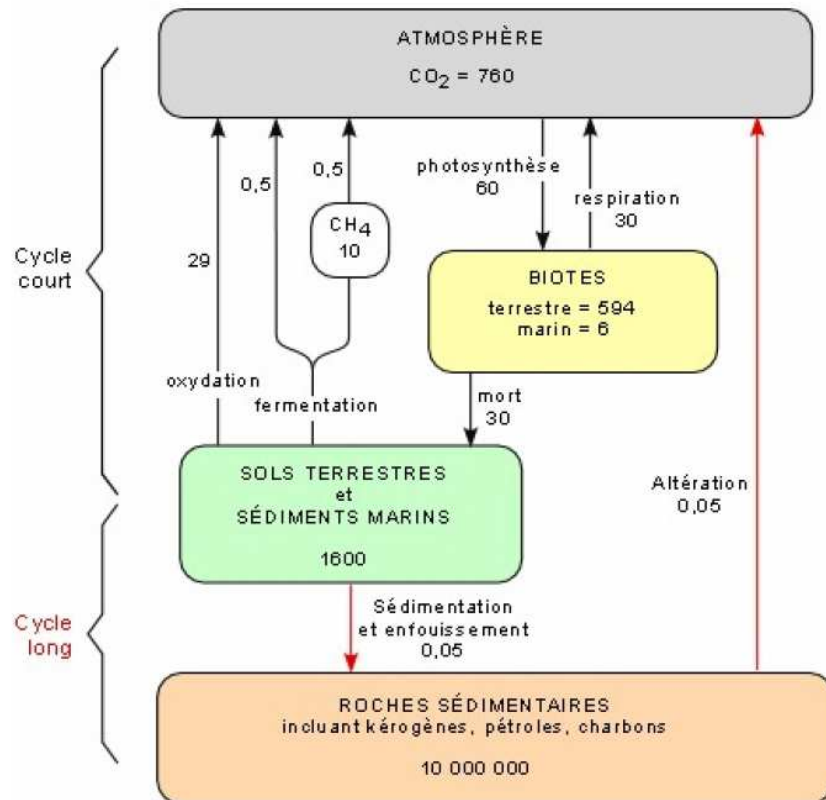 ATMOSPHÈRE
CO2 = 760
Cycle
court
29
oxydation
0,5
fermentation
0,5
CH4
10
photosynthèse
60
respiration
30
BIOTES
terrestre = 594
marin = 6
mort
30
SOLS TERRESTRES
et
SÉDIMENTS MARINS
1600
Altération
0,05
Cycle
long
Sédimentation
et enfouissement
0,05
ROCHES SÉDIMENTAIRES
incluant kérogènes, pétroles, charbons
10 000 000